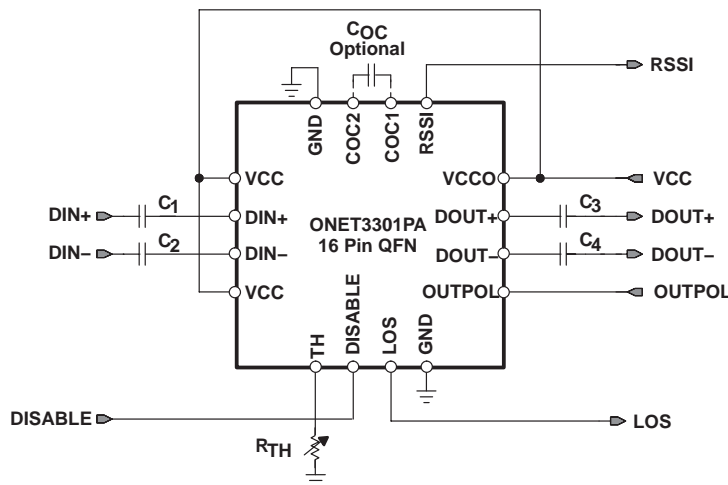 COC
Optional
RSSI
GND
COC2
COC1
RSSI
VCC
VCCO
VCC
DIN+
C1
DIN+
ONET3301PA
16 Pin QFN
DOUT+
C3
DOUT+
DIN–
C2
DIN–
DOUT–
C4
DOUT–
VCC
OUTPOL
OUTPOL
TH
DISABLE
LOS
GND
DISABLE
LOS
RTH